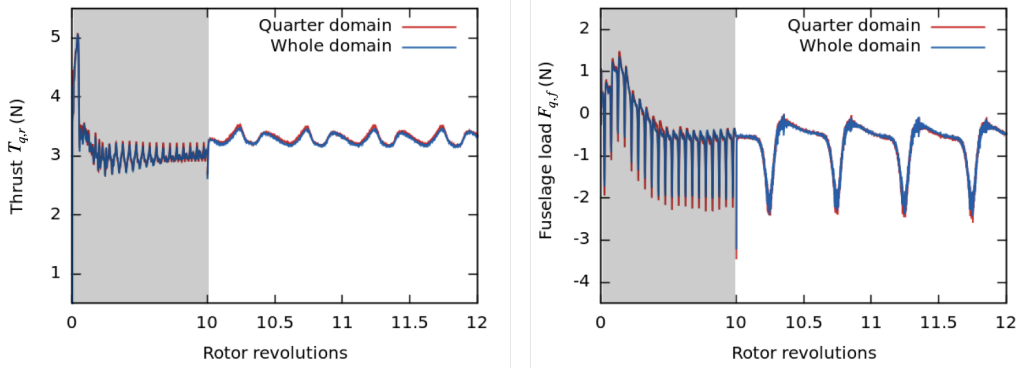 Quarter domain
Whole domain
5
4
3
2
1
Thrust T_q,r (N)
0 10 10.5 11 11.5 12
Rotor revolutions
Quarter domain
Whole domain
2
1
0
-1
-2
-3
-4
Fuselage load F_q,f (N)
0 10 10.5 11 11.5 12
Rotor revolutions